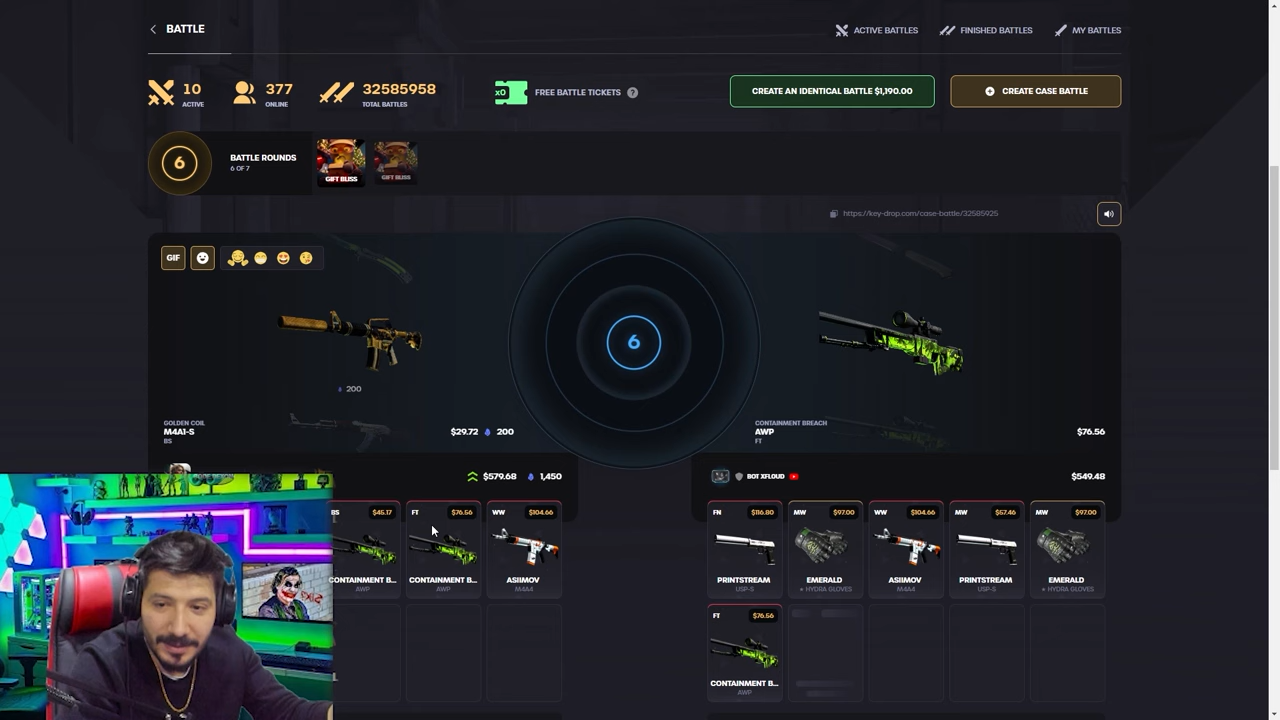 BATTLE
ACTIVE BATTLES
FINISHED BATTLES
MY BATTLES
10
ACTIVE
377
ONLINE
32585958
TOTAL BATTLES
x0
FREE BATTLE TICKETS ?
CREATE AN IDENTICAL BATTLE $1,190.00
CREATE CASE BATTLE
6
BATTLE ROUNDS
6 OF 7
GIFT BLISS
GIFT BLISS
https://key-drop.com/case-battle/32585925
GIF
6
200
GOLDEN COIL
M4A1-S
BS
$29.72
200
CONTAINMENT BREACH
AWP
FT
$76.56
$579.68
1,450
BOT XFLOUD
$549.48
BS $45.17
FT $76.56
WW $104.66
FN $116.80
MW $97.00
WW $104.66
MW $57.46
MW $97.00
CONTAINMENT B...
AWP
CONTAINMENT B...
AWP
ASIIMOV
M4A4
PRINTSTREAM
USP-S
EMERALD
★ HYDRA GLOVES
ASIIMOV
M4A4
PRINTSTREAM
USP-S
EMERALD
★ HYDRA GLOVES
FT $76.56
CONTAINMENT B...
AWP